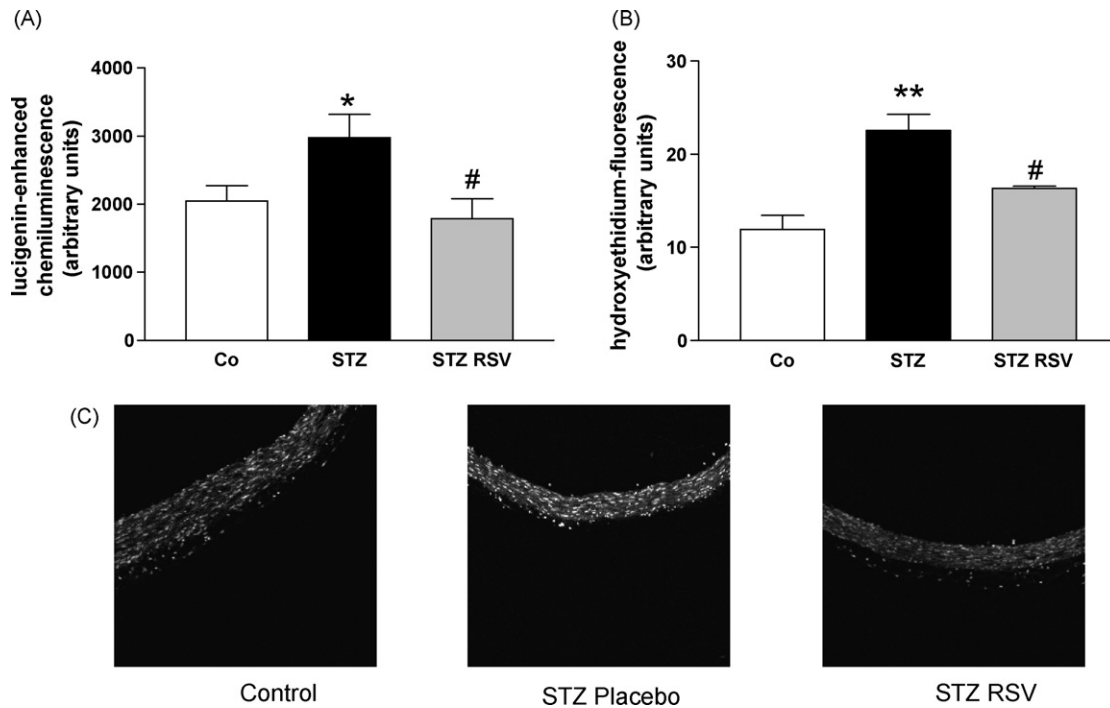 (A)
lucigenin-enhanced
chemiluminescence
(arbitrary units)
4000
3000
2000
1000
0
*
#
Co
STZ
STZ RSV
(B)
hydroxyethidium-fluorescence
(arbitrary units)
30
20
10
0
**
#
Co
STZ
STZ RSV
(C)
Control
STZ Placebo
STZ RSV